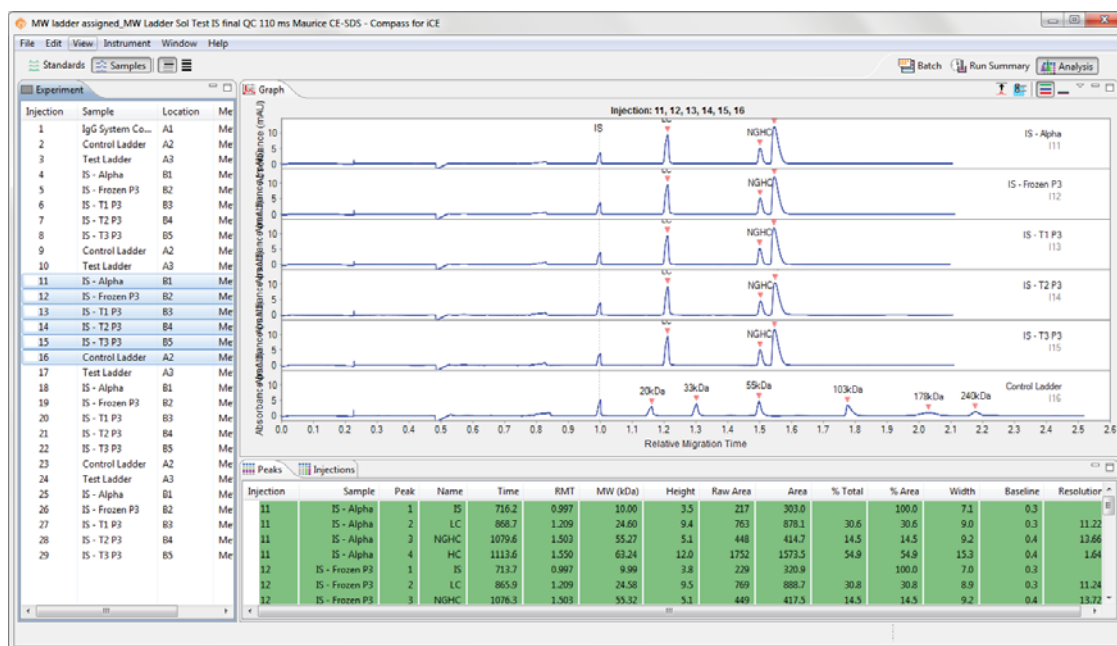 MW ladder assigned_MW Ladder Sol Test IS final QC 110 ms Maurice CE-SDS - Compass for iCE
File Edit View Instrument Window Help
Standards Samples Batch Run Summary Analysis
Experiment
Injection Sample Location Me
1 IgG System Co... A1 Me
2 Control Ladder A2 Me
3 Test Ladder A3 Me
4 IS - Alpha B1 Me
5 IS - Frozen P3 B2 Me
6 IS - T1 P3 B3 Me
7 IS - T2 P3 B4 Me
8 IS - T3 P3 B5 Me
9 Control Ladder A2 Me
10 Test Ladder A3 Me
11 IS - Alpha B1 Me
12 IS - Frozen P3 B2 Me
13 IS - T1 P3 B3 Me
14 IS - T2 P3 B4 Me
15 IS - T3 P3 B5 Me
16 Control Ladder A2 Me
17 Test Ladder A3 Me
18 IS - Alpha B1 Me
19 IS - Frozen P3 B2 Me
20 IS - T1 P3 B3 Me
21 IS - T2 P3 B4 Me
22 IS - T3 P3 B5 Me
23 Control Ladder A2 Me
24 Test Ladder A3 Me
25 IS - Alpha B1 Me
26 IS - Frozen P3 B2 Me
27 IS - T1 P3 B3 Me
28 IS - T2 P3 B4 Me
29 IS - T3 P3 B5 Me
Graph
Injection: 11, 12, 13, 14, 15, 16
10
5
0
IS
NGHC
IS - Alpha
I11
10
5
0
NGHC
IS - Frozen P3
I12
10
5
0
NGHC
IS - T1 P3
I13
10
5
0
NGHC
IS - T2 P3
I14
10
5
0
NGHC
IS - T3 P3
I15
10
5
0
20kDa 33kDa 55kDa 103kDa 178kDa 240kDa
Control Ladder
I16
0.0 0.1 0.2 0.3 0.4 0.5 0.6 0.7 0.8 0.9 1.0 1.1 1.2 1.3 1.4 1.5 1.6 1.7 1.8 1.9 2.0 2.1 2.2 2.3 2.4 2.5 2.6
Relative Migration Time
Peaks Injections
Injection Sample Peak Name Time RMT MW (kDa) Height Raw Area Area % Total % Area Width Baseline Resolution
11 IS - Alpha 1 IS 716.2 0.997 10.00 3.5 217 303.0 100.0 7.1 0.3
11 IS - Alpha 2 LC 868.7 1.209 24.60 9.4 763 878.1 30.6 30.6 9.0 0.3 11.22
11 IS - Alpha 3 NGHC 1079.6 1.503 55.27 5.1 448 414.7 14.5 14.5 9.2 0.4 13.66
11 IS - Alpha 4 HC 1113.6 1.550 63.24 12.0 1752 1573.5 54.9 54.9 15.3 0.4 1.64
12 IS - Frozen P3 1 IS 713.7 0.997 9.99 3.8 229 320.9 100.0 7.0 0.3
12 IS - Frozen P3 2 LC 865.9 1.209 24.58 9.5 769 888.7 30.8 30.8 8.9 0.3 11.24
12 IS - Frozen P3 3 NGHC 1076.3 1.503 55.32 5.1 449 417.5 14.5 14.5 9.2 0.4 13.72